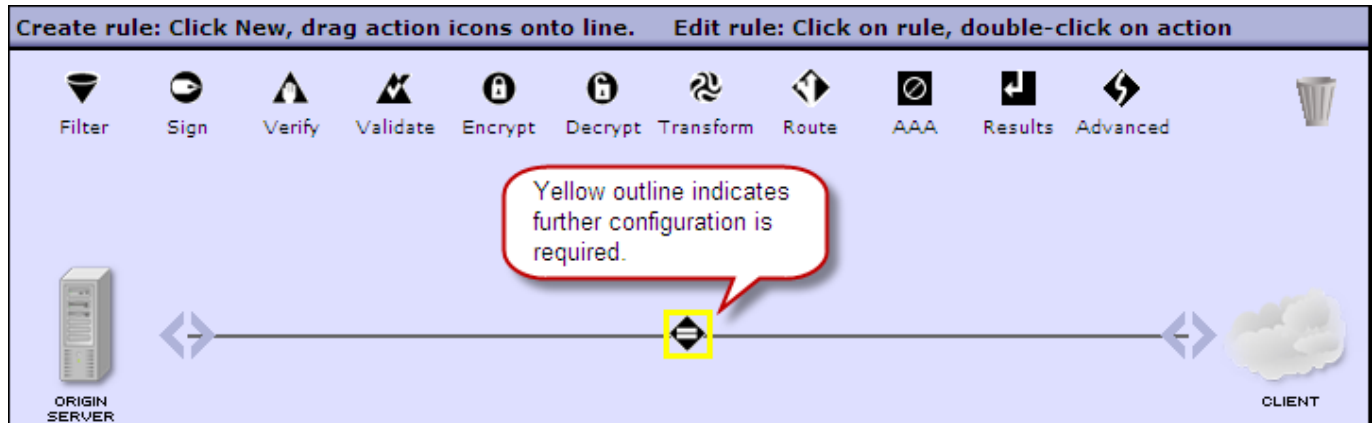 Create rule: Click New, drag action icons onto line. Edit rule: Click on rule, double-click on action
Filter Sign Verify Validate Encrypt Decrypt Transform Route AAA Results Advanced
Yellow outline indicates
further configuration is
required.
ORIGIN
SERVER
CLIENT